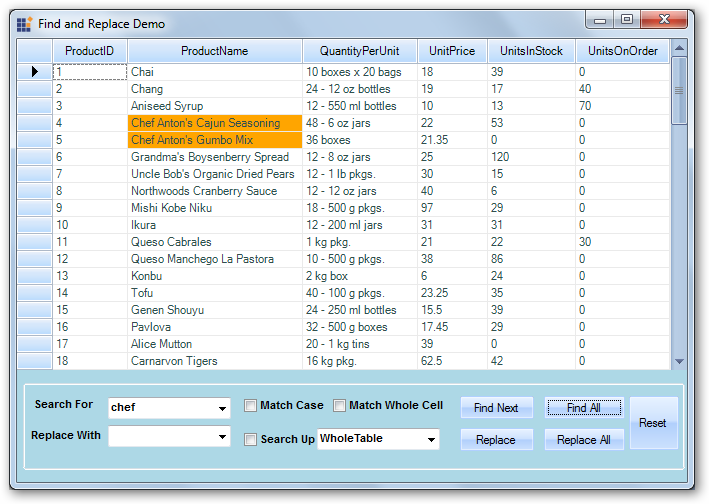 Find and Replace Demo
ProductID ProductName QuantityPerUnit UnitPrice UnitsInStock UnitsOnOrder
1 Chai 10 boxes x 20 bags 18 39 0
2 Chang 24 - 12 oz bottles 19 17 40
3 Aniseed Syrup 12 - 550 ml bottles 10 13 70
4 Chef Anton's Cajun Seasoning 48 - 6 oz jars 22 53 0
5 Chef Anton's Gumbo Mix 36 boxes 21.35 0 0
6 Grandma's Boysenberry Spread 12 - 8 oz jars 25 120 0
7 Uncle Bob's Organic Dried Pears 12 - 1 lb pkgs. 30 15 0
8 Northwoods Cranberry Sauce 12 - 12 oz jars 40 6 0
9 Mishi Kobe Niku 18 - 500 g pkgs. 97 29 0
10 Ikura 12 - 200 ml jars 31 31 0
11 Queso Cabrales 1 kg pkg. 21 22 30
12 Queso Manchego La Pastora 10 - 500 g pkgs. 38 86 0
13 Konbu 2 kg box 6 24 0
14 Tofu 40 - 100 g pkgs. 23.25 35 0
15 Genen Shouyu 24 - 250 ml bottles 15.5 39 0
16 Pavlova 32 - 500 g boxes 17.45 29 0
17 Alice Mutton 20 - 1 kg tins 39 0 0
18 Carnarvon Tigers 16 kg pkg. 62.5 42 0
Search For chef Match Case Match Whole Cell Find Next Find All
Reset
Replace With Search Up WholeTable Replace Replace All